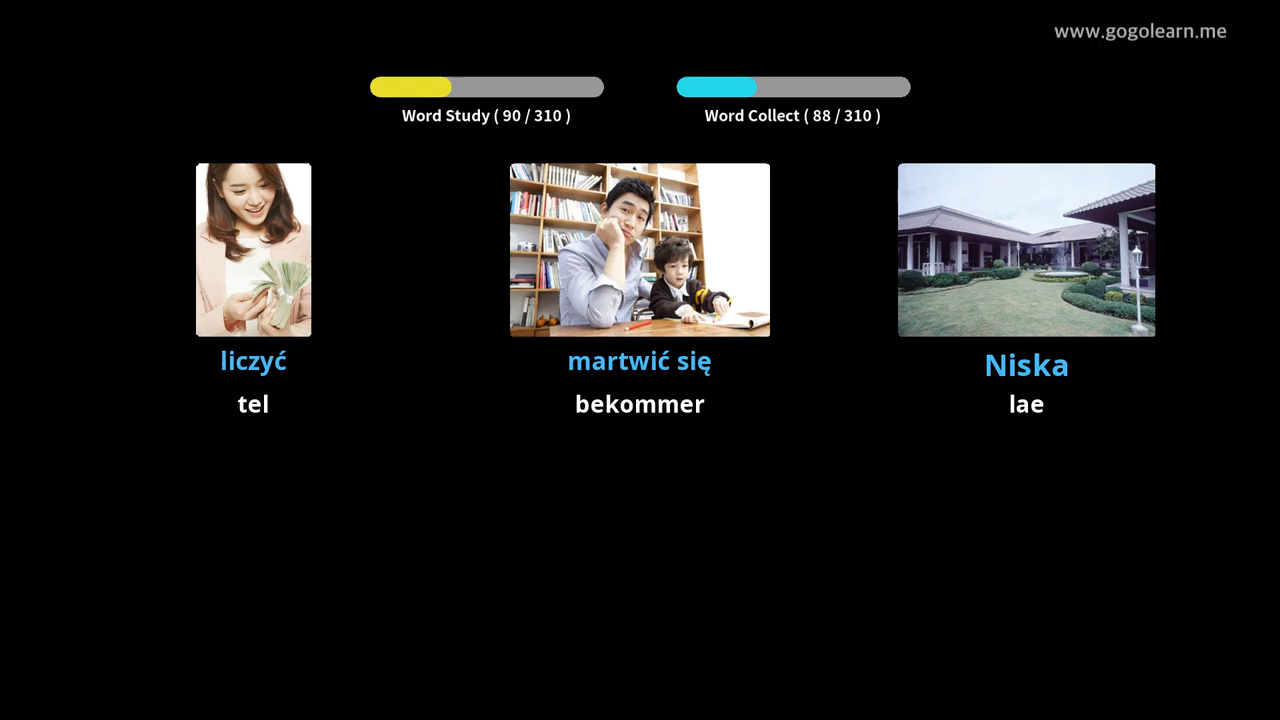 www.gogolearn.me
Word Study ( 90 / 310 )
Word Collect ( 88 / 310 )
liczyć
martwić się
Niska
tel
bekommer
lae